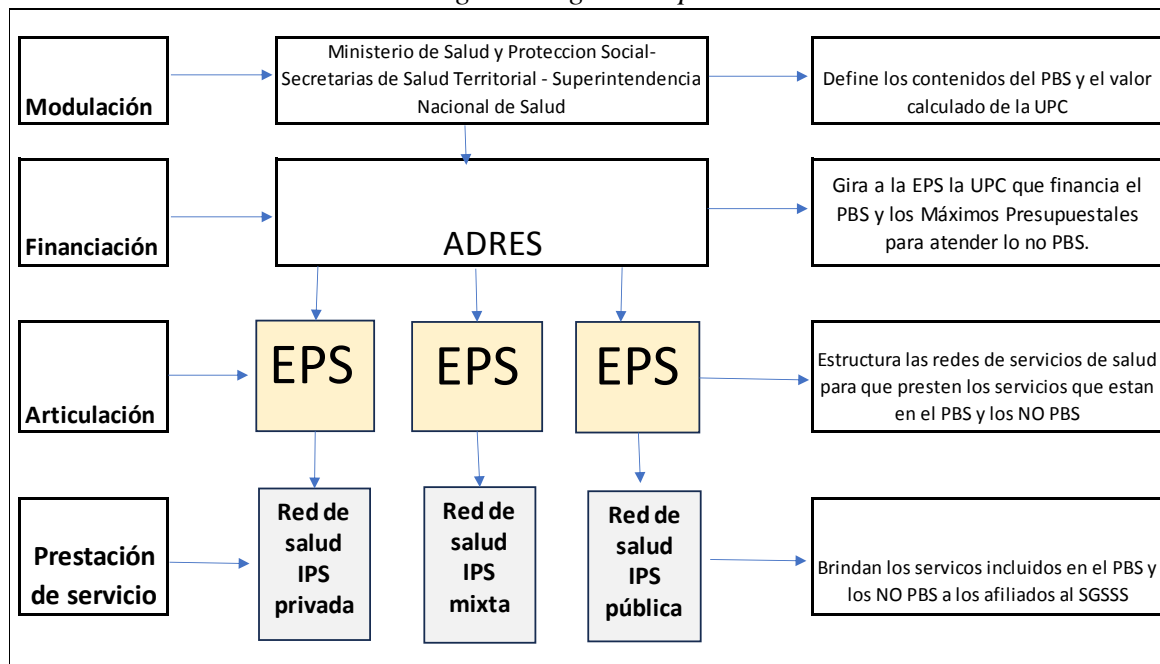 Modulación
Ministerio de Salud y Proteccion Social-
Secretarias de Salud Territorial - Superintendencia
Nacional de Salud
Define los contenidos del PBS y el valor
calculado de la UPC
Financiación
ADRES
Gira a la EPS la UPC que financia el
PBS y los Máximos Presupuestales
para atender lo no PBS.
Articulación
EPS
EPS
EPS
Estructura las redes de servicios de salud
para que presten los servicios que estan
en el PBS y los NO PBS
Prestación
de servicio
Red de
salud
IPS
privada
Red de
salud
IPS
mixta
Red de
salud
IPS
pública
Brindan los servicos incluidos en el PBS y
los NO PBS a los afiliados al SGSSS